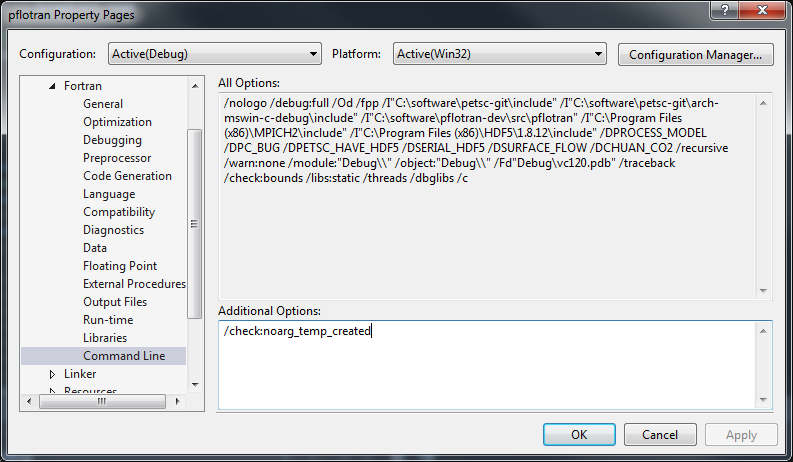 pflotran Property Pages
Configuration: Active(Debug) Platform: Active(Win32) Configuration Manager...
Fortran
General
Optimization
Debugging
Preprocessor
Code Generation
Language
Compatibility
Diagnostics
Data
Floating Point
External Procedures
Output Files
Run-time
Libraries
Command Line
Linker
Resources
All Options:
/nologo /debug:full /Od /fpp /I"C:\software\petsc-git\include" /I"C:\software\petsc-git\arch-
mswin-c-debug\include" /I"C:\software\pflotran-dev\src\pflotran" /I"C:\Program Files
(x86)\MPICH2\include" /I"C:\Program Files (x86)\HDF5\1.8.12\include" /DPROCESS_MODEL
/DPC_BUG /DPETSC_HAVE_HDF5 /DSERIAL_HDF5 /DSURFACE_FLOW /DCHUAN_CO2 /recursive
/warn:none /module:"Debug\\" /object:"Debug\\" /Fd"Debug\vc120.pdb" /traceback
/check:bounds /libs:static /threads /dbglibs /c
Additional Options:
/check:noarg_temp_created
OK Cancel Apply